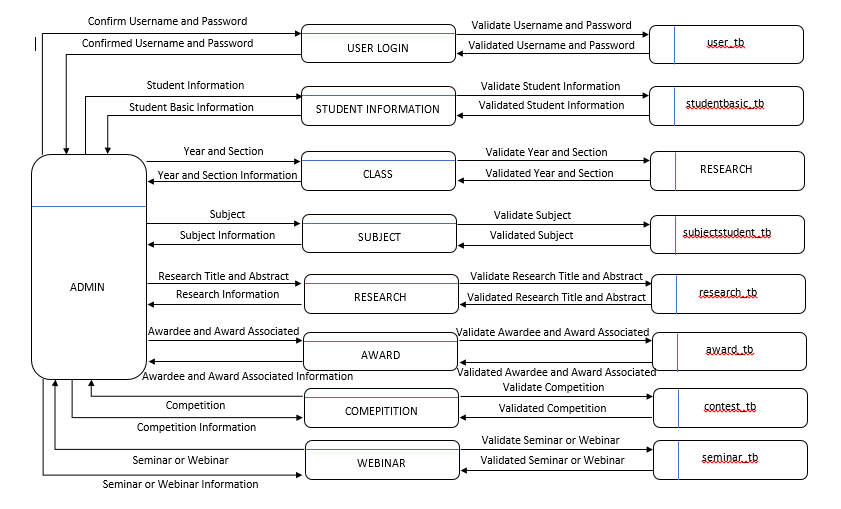 Confirm Username and Password
Validate Username and Password
Confirmed Username and Password
USER LOGIN
Validated Username and Password
user_tb
Student Information
Validate Student Information
Student Basic Information
STUDENT INFORMATION
Validated Student Information
studentbasic_tb
Year and Section
Validate Year and Section
Year and Section Information
CLASS
Validated Year and Section
RESEARCH
Subject
Validate Subject
Subject Information
SUBJECT
Validated Subject
subjectstudent_tb
ADMIN
Research Title and Abstract
Validate Research Title and Abstract
Research Information
RESEARCH
Validated Research Title and Abstract
research_tb
Awardee and Award Associated
Validate Awardee and Award Associated
AWARD
award_tb
Awardee and Award Associated Information
Validated Awardee and Award Associated
Validate Competition
Competition
COMEPITITION
Validated Competition
contest_tb
Competition Information
Validate Seminar or Webinar
Seminar or Webinar
WEBINAR
Validated Seminar or Webinar
seminar_tb
Seminar or Webinar Information